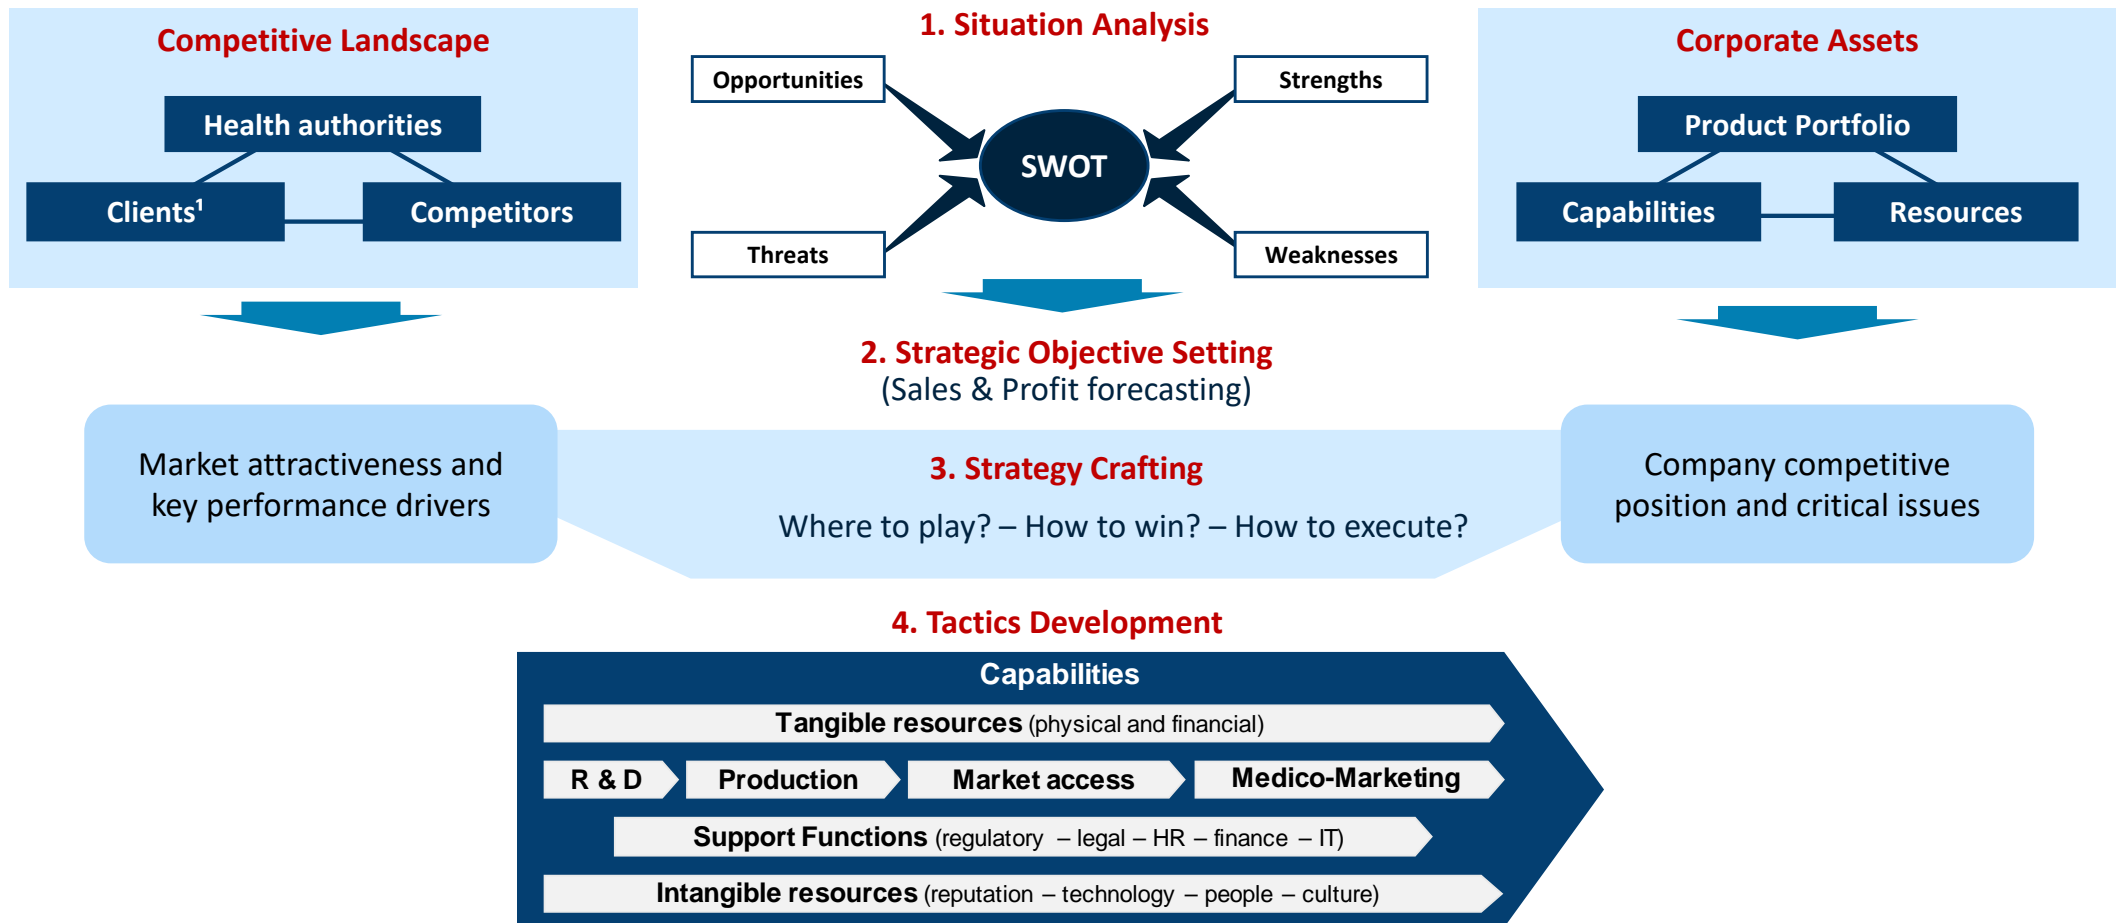 Competitive Landscape
Health authorities
Clients¹
Competitors
1. Situation Analysis
Opportunities
Strengths
SWOT
Threats
Weaknesses
Corporate Assets
Product Portfolio
Capabilities
Resources
2. Strategic Objective Setting
(Sales & Profit forecasting)
Market attractiveness and
key performance drivers
3. Strategy Crafting
Where to play? – How to win? – How to execute?
Company competitive
position and critical issues
4. Tactics Development
Capabilities
Tangible resources (physical and financial)
R & D
Production
Market access
Medico-Marketing
Support Functions (regulatory – legal – HR – finance – IT)
Intangible resources (reputation – technology – people – culture)